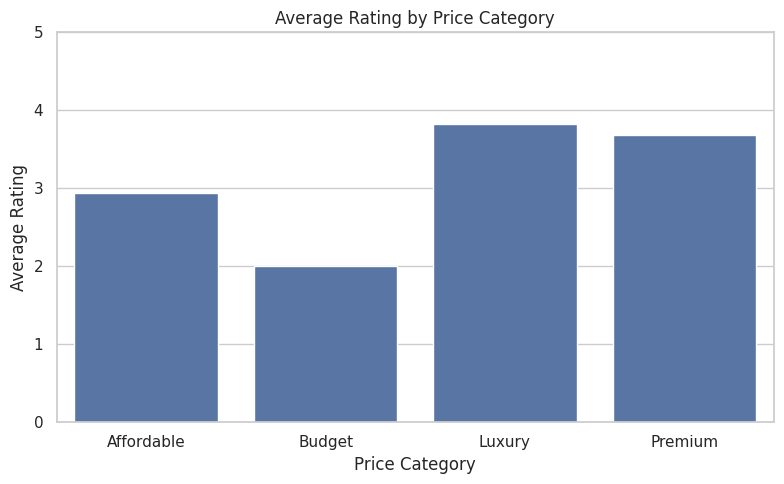 Average Rating by Price Category
5
4
3
2
1
0
Average Rating
Affordable
Budget
Luxury
Premium
Price Category